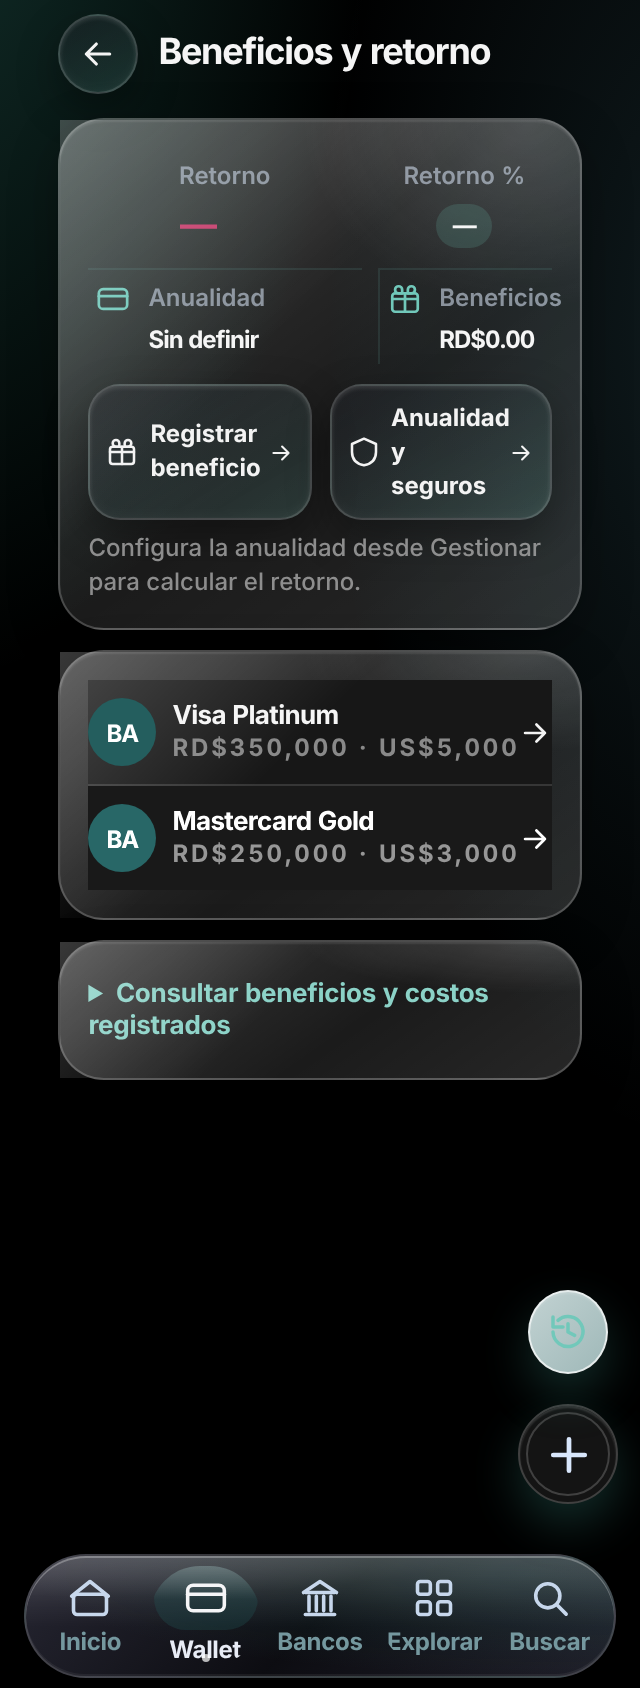 Beneficios y retorno
Retorno
Retorno %
—
—
Anualidad
Sin definir
Beneficios
RD$0.00
Registrar
beneficio
Anualidad
y
seguros
Configura la anualidad desde Gestionar
para calcular el retorno.
BA
Visa Platinum
RD$350,000 · US$5,000
BA
Mastercard Gold
RD$250,000 · US$3,000
Consultar beneficios y costos
registrados
Inicio
Wallet
Bancos
Explorar
Buscar